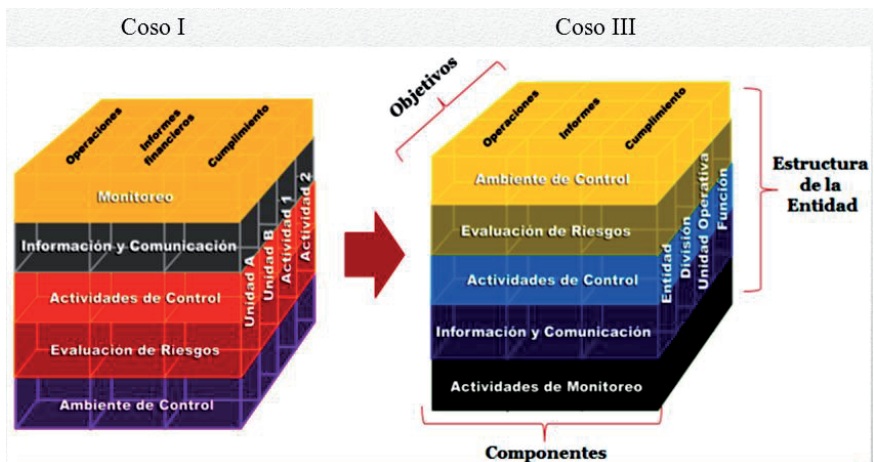 Coso I
Coso III
Operaciones
Informes
financieros
Cumplimiento
Monitoreo
Información y Comunicación
Actividades de Control
Evaluación de Riesgos
Ambiente de Control
Unidad A
Unidad B
Actividad 1
Actividad 2
Objetivos
Operaciones
Informes
Cumplimiento
Ambiente de Control
Evaluación de Riesgos
Actividades de Control
Información y Comunicación
Actividades de Monitoreo
Entidad
División
Unidad Operativa
Función
Estructura
de la
Entidad
Componentes